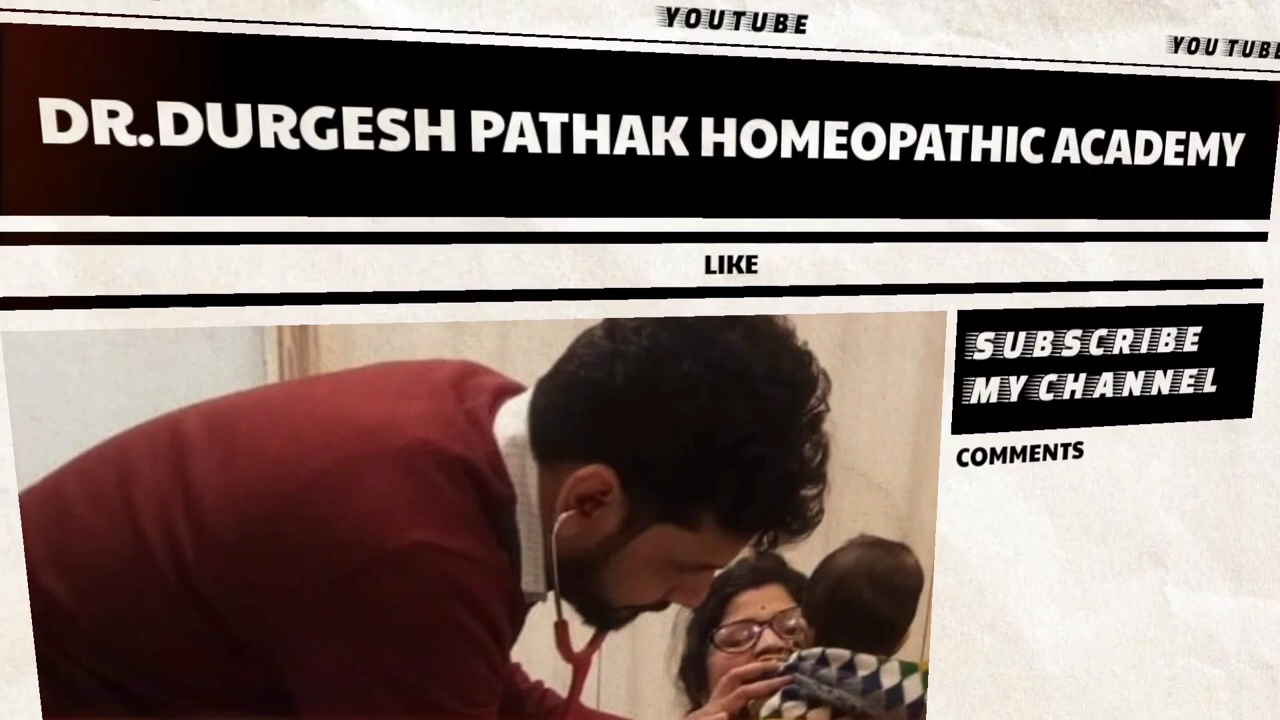 YOUTUBE
YOUTUBE
DR.DURGESH PATHAK HOMEOPATHIC ACADEMY
LIKE
SUBSCRIBE
MY CHANNEL
COMMENTS